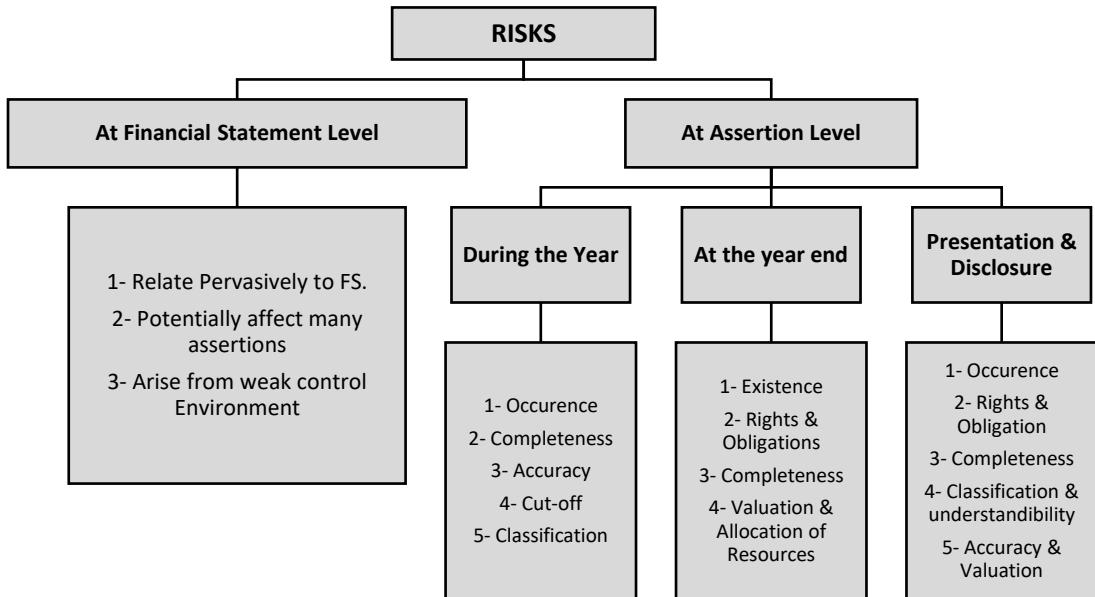 RISKS
At Financial Statement Level
At Assertion Level
1- Relate Pervasively to FS.
2- Potentially affect many
assertions
3- Arise from weak control
Environment
During the Year
At the year end
Presentation &
Disclosure
1- Occurence
2- Completeness
3- Accuracy
4- Cut-off
5- Classification
1- Existence
2- Rights &
Obligations
3- Completeness
4- Valuation &
Allocation of
Resources
1- Occurence
2- Rights &
Obligation
3- Completeness
4- Classification &
understandibility
5- Accuracy &
Valuation